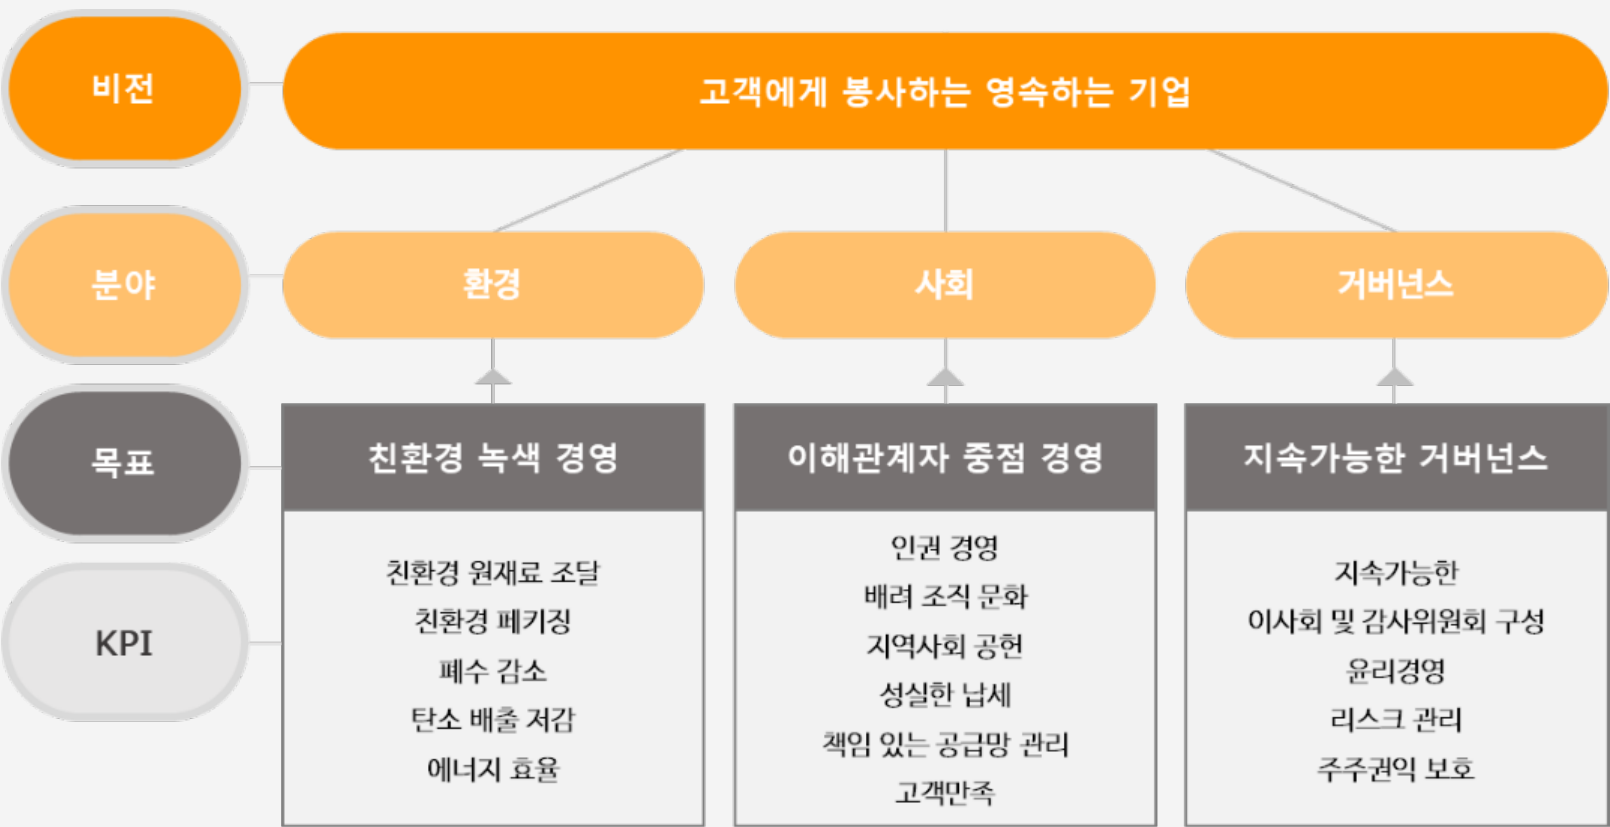 비전
고객에게 봉사하는 영속하는 기업
분야
환경
사회
거버넌스
목표
친환경 녹색 경영
이해관계자 중점 경영
지속가능한 거버넌스
KPI
친환경 원재료 조달
친환경 페키징
폐수 감소
탄소 배출 저감
에너지 효율
인권 경영
배려 조직 문화
지역사회 공헌
성실한 납세
책임 있는 공급망 관리
고객만족
지속가능한
이사회 및 감사위원회 구성
윤리경영
리스크 관리
주주권익 보호